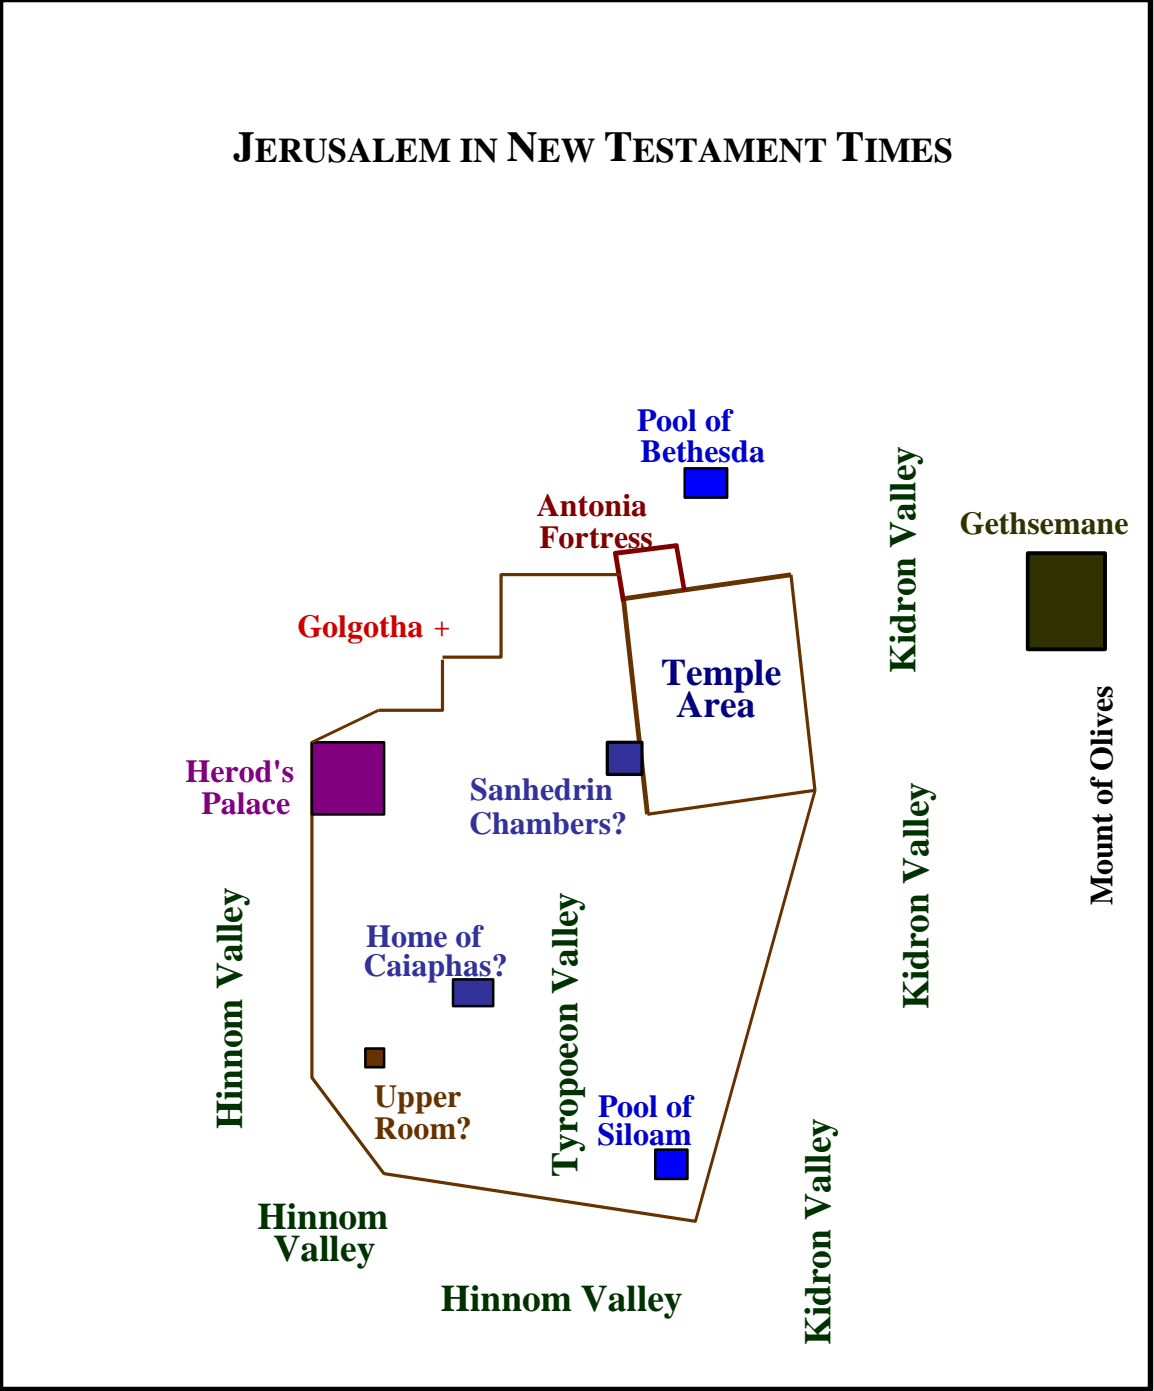 JERUSALEM IN NEW TESTAMENT TIMES
Pool of
Bethesda
Antonia
Fortress
Kidron Valley
Gethsemane
Golgotha +
Temple
Area
Mount of Olives
Herod's
Palace
Sanhedrin
Chambers?
Kidron Valley
Hinnom Valley
Home of
Caiaphas?
Tyropoeon Valley
Upper
Room?
Pool of
Siloam
Kidron Valley
Hinnom
Valley
Hinnom Valley